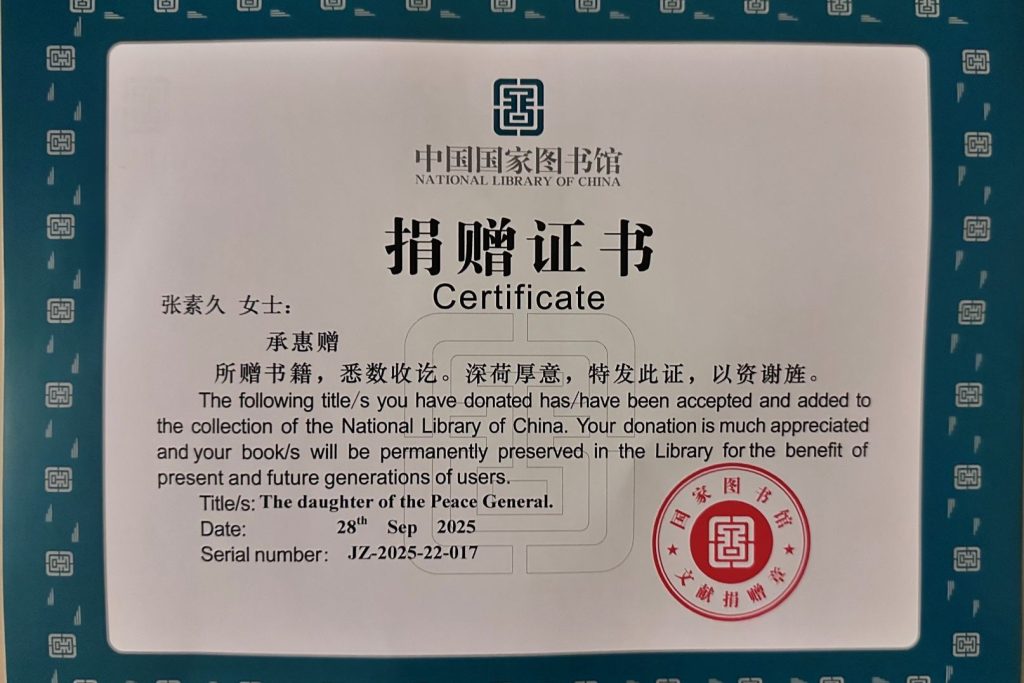 中国国家图书馆
NATIONAL LIBRARY OF CHINA
捐赠证书
Certificate
张素久 女士：
承惠赠
所赠书籍，悉数收讫。深荷厚意，特发此证，以资谢旌。
The following title/s you have donated has/have been accepted and added to
the collection of the National Library of China. Your donation is much appreciated
and your book/s will be permanently preserved in the Library for the benefit of
present and future generations of users.
Title/s: The daughter of the Peace General.
Date: 28th Sep 2025
Serial number: JZ-2025-22-017
国家图书馆
文献捐赠章